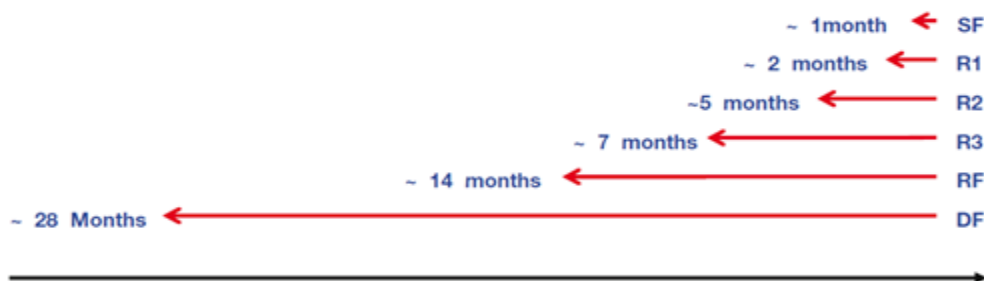 ~ 1month SF
~ 2 months R1
~5 months R2
~ 7 months R3
~ 14 months RF
~ 28 Months DF